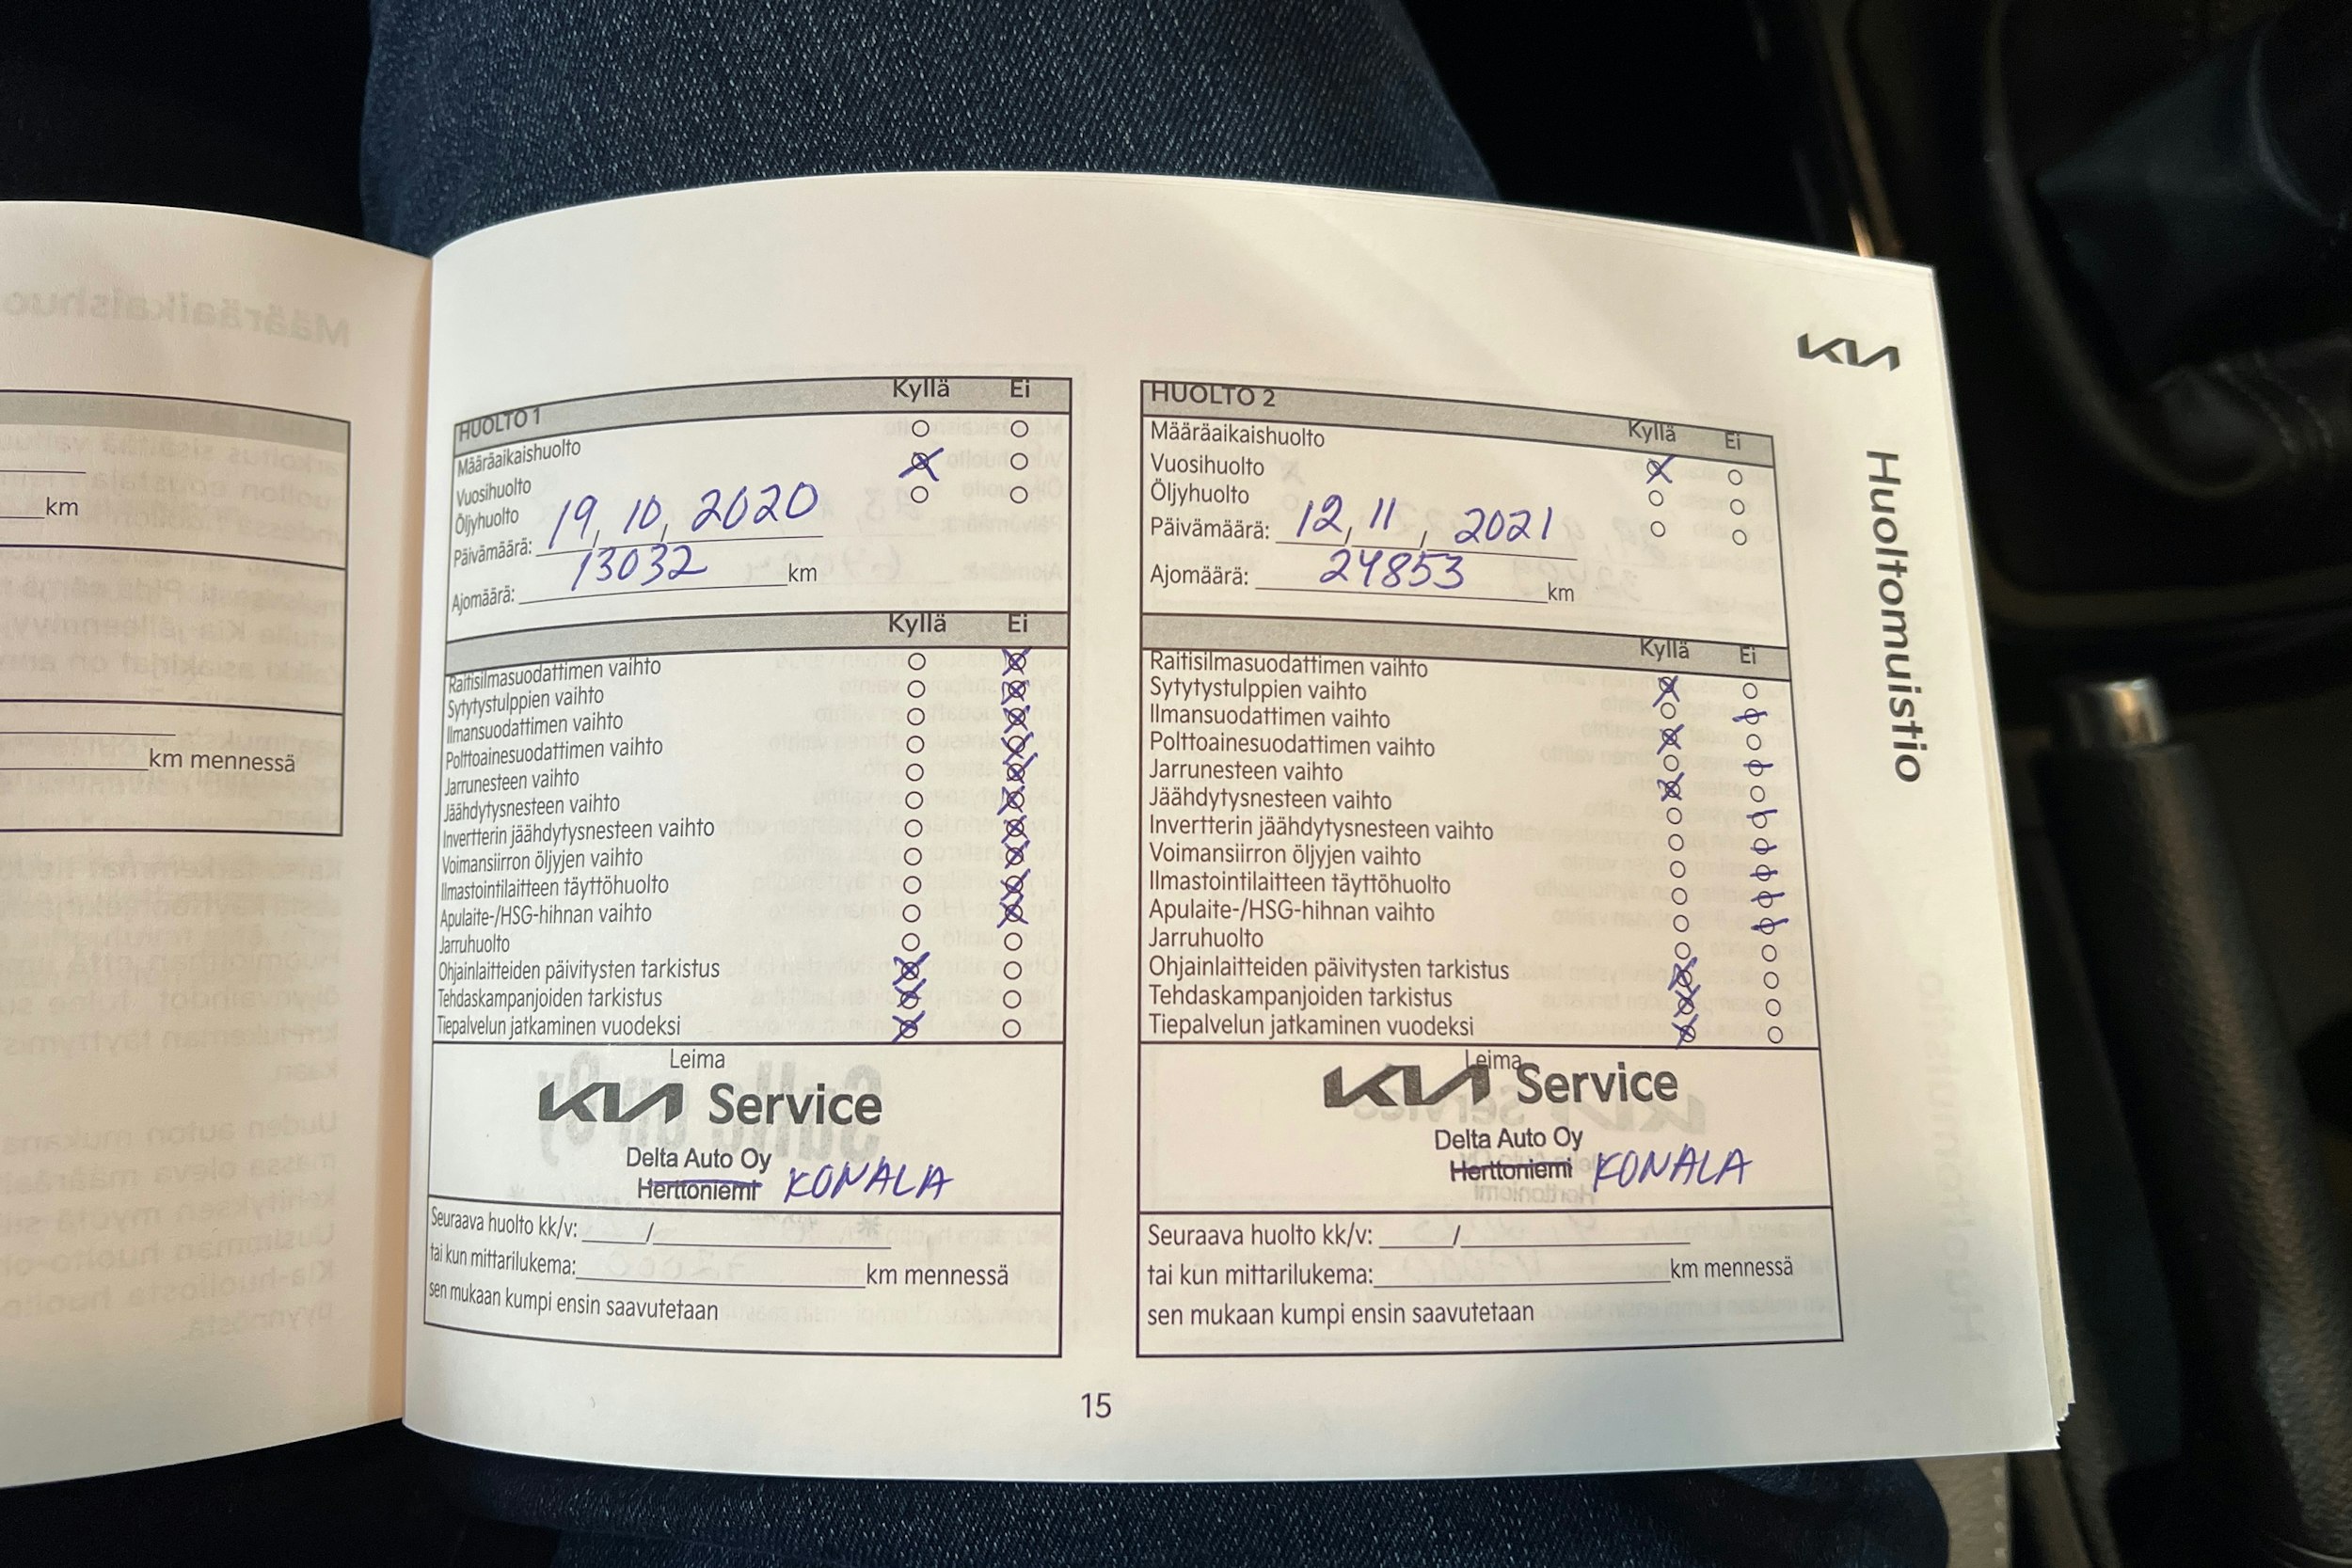 Määräaikaishuo
km
km mennessä
KIA
Huoltomuistio
HUOLTO 1 Kyllä Ei
Määräaikaishuolto
Vuosihuolto
Öljyhuolto
Päivämäärä: 19, 10, 2020
Ajomäärä: 13032 km
Kyllä Ei
Raitisilmasuodattimen vaihto
Sytytystulppien vaihto
Ilmansuodattimen vaihto
Polttoainesuodattimen vaihto
Jarrunesteen vaihto
Jäähdytysnesteen vaihto
Invertterin jäähdytysnesteen vaihto
Voimansiirron öljyjen vaihto
Ilmastointilaitteen täyttöhuolto
Apulaite-/HSG-hihnan vaihto
Jarruhuolto
Ohjainlaitteiden päivitysten tarkistus
Tehdaskampanjoiden tarkistus
Tiepalvelun jatkaminen vuodeksi
Leima
KIA Service
Delta Auto Oy
Herttoniemi KONALA
Seuraava huolto kk/v: /
tai kun mittarilukema: km mennessä
sen mukaan kumpi ensin saavutetaan
HUOLTO 2 Kyllä Ei
Määräaikaishuolto
Vuosihuolto
Öljyhuolto
Päivämäärä: 12, 11, 2021
Ajomäärä: 24853 km
Kyllä Ei
Raitisilmasuodattimen vaihto
Sytytystulppien vaihto
Ilmansuodattimen vaihto
Polttoainesuodattimen vaihto
Jarrunesteen vaihto
Jäähdytysnesteen vaihto
Invertterin jäähdytysnesteen vaihto
Voimansiirron öljyjen vaihto
Ilmastointilaitteen täyttöhuolto
Apulaite-/HSG-hihnan vaihto
Jarruhuolto
Ohjainlaitteiden päivitysten tarkistus
Tehdaskampanjoiden tarkistus
Tiepalvelun jatkaminen vuodeksi
Leima
KIA Service
Delta Auto Oy
Herttoniemi KONALA
Seuraava huolto kk/v: /
tai kun mittarilukema: km mennessä
sen mukaan kumpi ensin saavutetaan
15